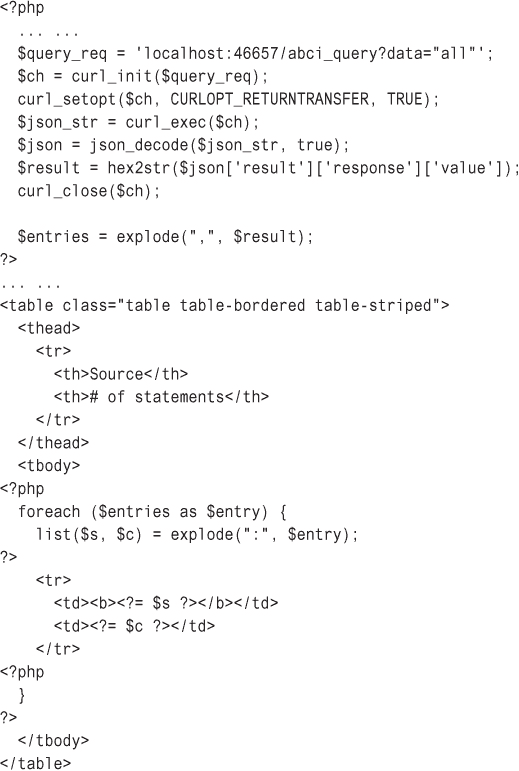 <?php
  ... ...
  $query_req = 'localhost:46657/abci_query?data="all"';
  $ch = curl_init($query_req);
  curl_setopt($ch, CURLOPT_RETURNTRANSFER, TRUE);
  $json_str = curl_exec($ch);
  $json = json_decode($json_str, true);
  $result = hex2str($json['result']['response']['value']);
  curl_close($ch);

  $entries = explode(",", $result);
?>
... ...
<table class="table table-bordered table-striped">
  <thead>
    <tr>
      <th>Source</th>
      <th># of statements</th>
    </tr>
  </thead>
  <tbody>
<?php
  foreach ($entries as $entry) {
    list($s, $c) = explode(":", $entry);
?>
    <tr>
      <td><b><?= $s ?></b></td>
      <td><?= $c ?></td>
    </tr>
<?php
  }
?>
  </tbody>
</table>